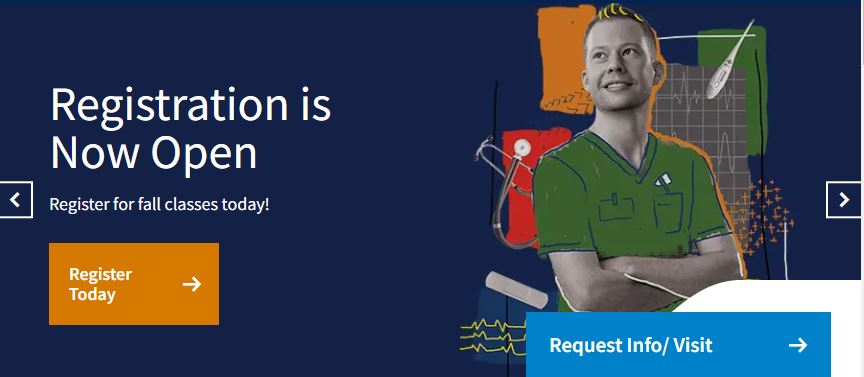 Registration is
Now Open
Register for fall classes today!
Register
Today
Request Info/ Visit